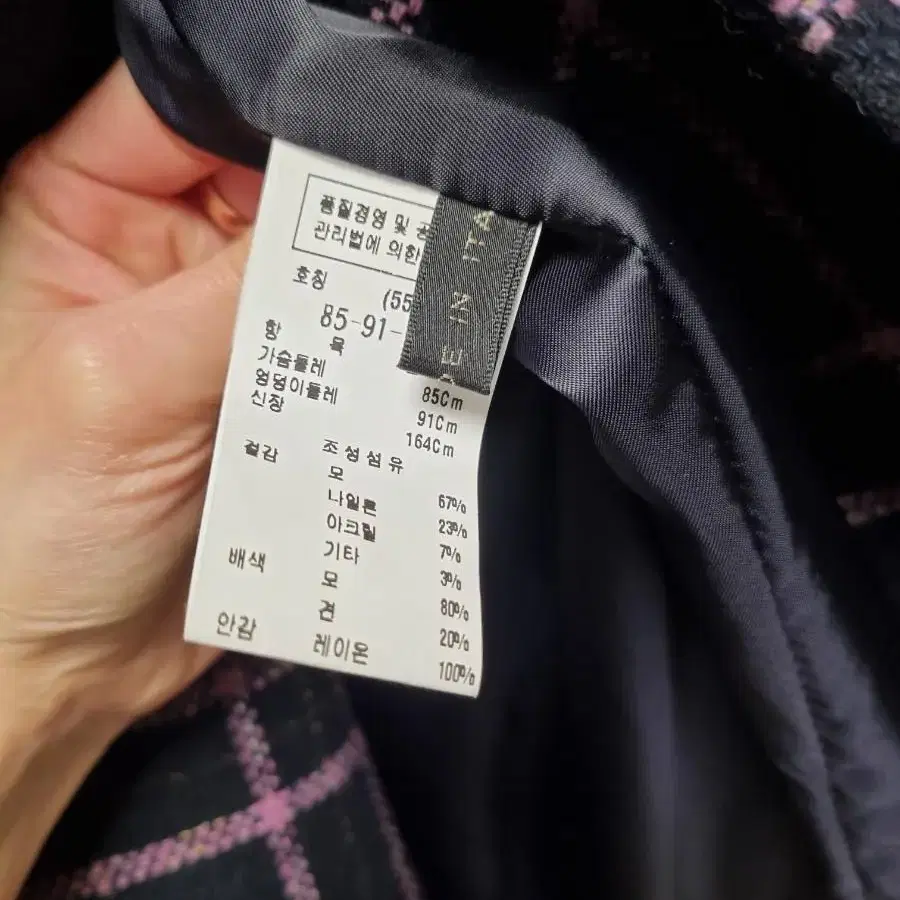 품질경영 및 공
관리법에 의한
호칭 (55
85-91-
항 목
가슴둘레 85Cm
엉덩이둘레 91Cm
신장 164Cm
겉감 조성섬유
모 67%
나일론 23%
아크릴 7%
기타 3%
배색 모 80%
견 20%
안감 레이온 100%
IN ITA